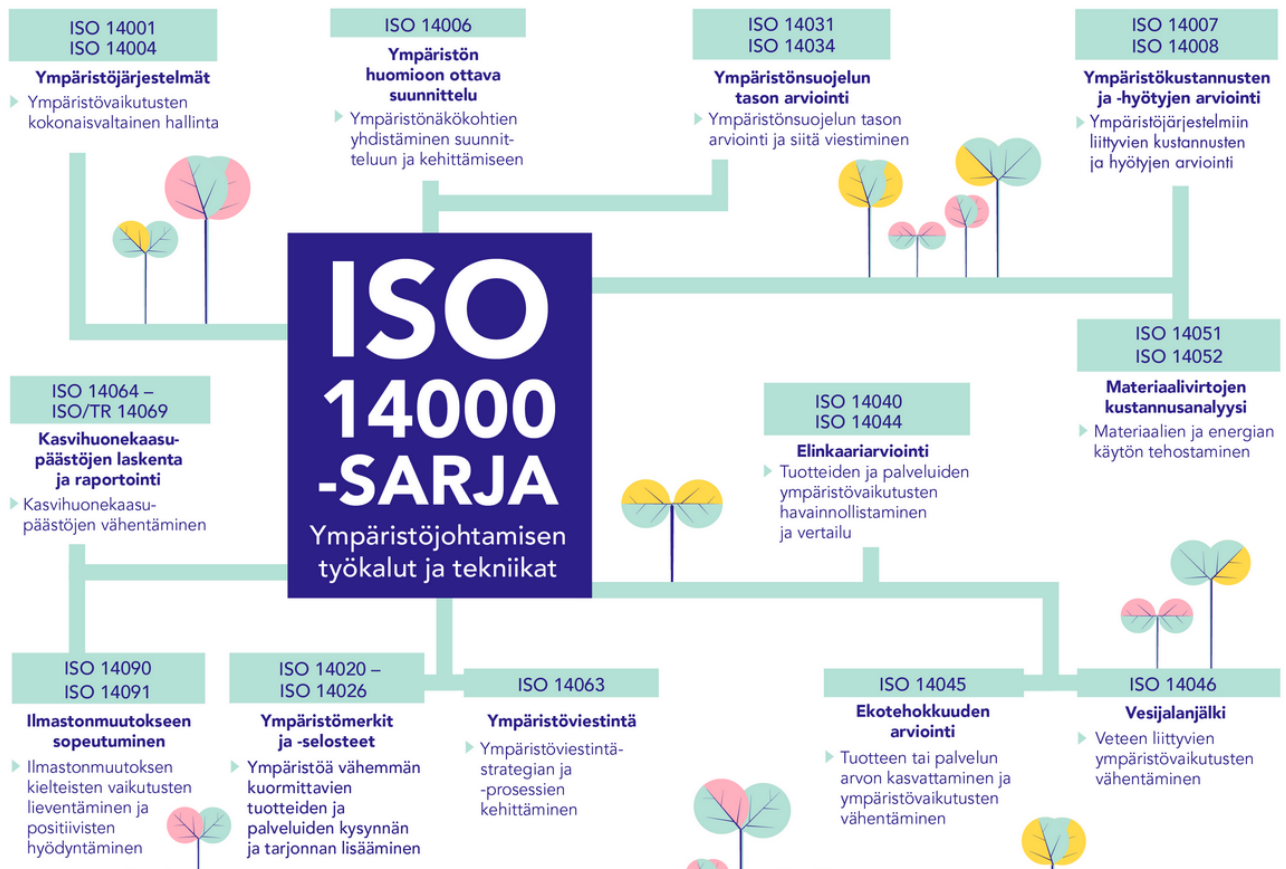 ISO 14001
ISO 14004
Ympäristöjärjestelmät
Ympäristövaikutusten
kokonaisvaltainen hallinta
ISO 14006
Ympäristön
huomioon ottava
suunnittelu
Ympäristönäkökohtien
yhdistäminen suunnit-
teluun ja kehittämiseen
ISO 14031
ISO 14034
Ympäristönsuojelun
tason arviointi
Ympäristönsuojelun tason
arviointi ja siitä viestiminen
ISO 14007
ISO 14008
Ympäristökustannusten
ja -hyötyjen arviointi
Ympäristöjärjestelmiin
liittyvien kustannusten
ja hyötyjen arviointi
ISO
14000
-SARJA
Ympäristöjohtamisen
työkalut ja tekniikat
ISO 14051
ISO 14052
Materiaalivirtojen
kustannusanalyysi
Materiaalien ja energian
käytön tehostaminen
ISO 14064 –
ISO/TR 14069
Kasvihuonekaasu-
päästöjen laskenta
ja raportointi
Kasvihuonekaasu-
päästöjen vähentäminen
ISO 14040
ISO 14044
Elinkaariarviointi
Tuotteiden ja palveluiden
ympäristövaikutusten
havainnollistaminen
ja vertailu
ISO 14090
ISO 14091
Ilmastonmuutokseen
sopeutuminen
Ilmastonmuutoksen
kielteisten vaikutusten
lieventäminen ja
positiivisten
hyödyntäminen
ISO 14020 –
ISO 14026
Ympäristömerkit
ja -selosteet
Ympäristöä vähemmän
kuormittavien
tuotteiden ja
palveluiden kysynnän
ja tarjonnan lisääminen
ISO 14063
Ympäristöviestintä
Ympäristöviestintä-
strategian ja
-prosessien
kehittäminen
ISO 14045
Ekotehokkuuden
arviointi
Tuotteen tai palvelun
arvon kasvattaminen ja
ympäristövaikutusten
vähentäminen
ISO 14046
Vesijalanjälki
Veteen liittyvien
ympäristövaikutusten
vähentäminen